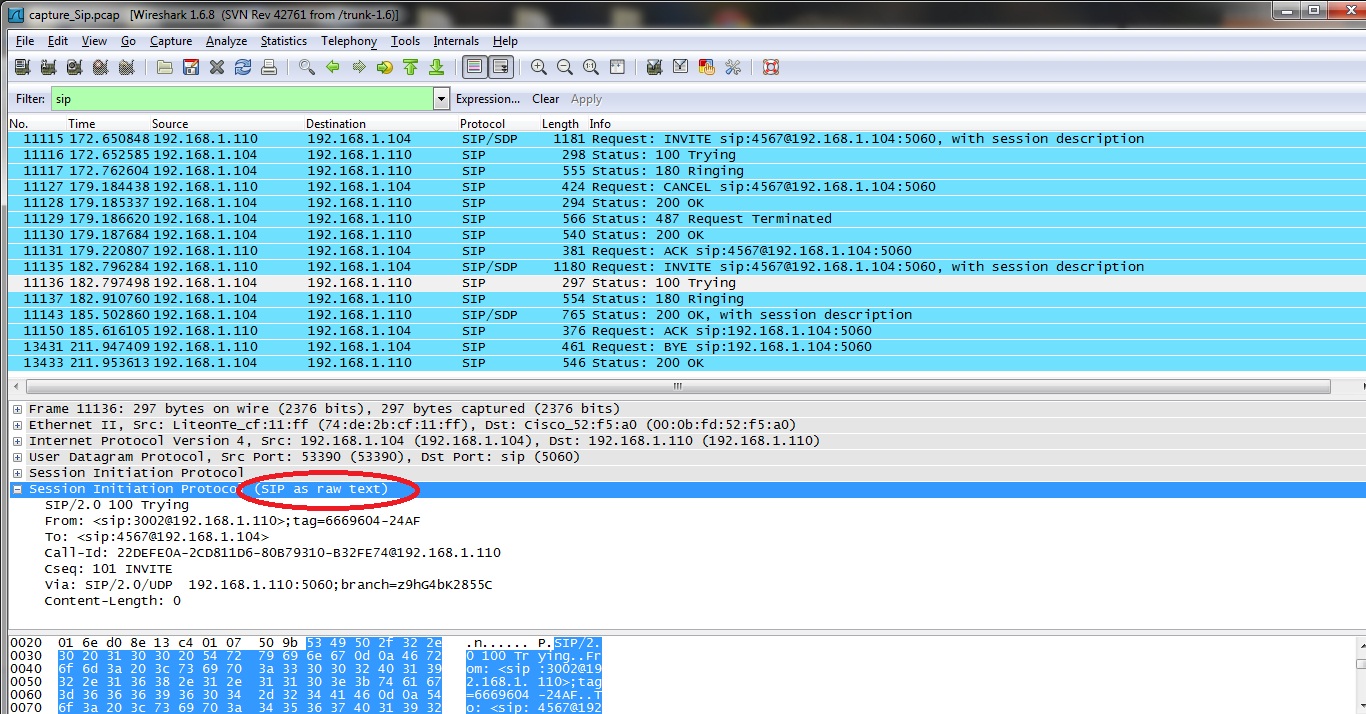 capture_Sip.pcap [Wireshark 1.6.8 (SVN Rev 42761 from /trunk-1.6)]
File Edit View Go Capture Analyze Statistics Telephony Tools Internals Help
Filter: sip Expression... Clear Apply
No. Time Source Destination Protocol Length Info
11115 172.650848 192.168.1.110 192.168.1.104 SIP/SDP 1181 Request: INVITE sip:4567@192.168.1.104:5060, with session description
11116 172.652585 192.168.1.104 192.168.1.110 SIP 298 Status: 100 Trying
11117 172.762604 192.168.1.104 192.168.1.110 SIP 555 Status: 180 Ringing
11127 179.184438 192.168.1.110 192.168.1.104 SIP 424 Request: CANCEL sip:4567@192.168.1.104:5060
11128 179.185337 192.168.1.104 192.168.1.110 SIP 294 Status: 200 OK
11129 179.186620 192.168.1.104 192.168.1.110 SIP 566 Status: 487 Request Terminated
11130 179.187684 192.168.1.104 192.168.1.110 SIP 540 Status: 200 OK
11131 179.220807 192.168.1.110 192.168.1.104 SIP 381 Request: ACK sip:4567@192.168.1.104:5060
11135 182.796284 192.168.1.110 192.168.1.104 SIP/SDP 1180 Request: INVITE sip:4567@192.168.1.104:5060, with session description
11136 182.797498 192.168.1.104 192.168.1.110 SIP 297 Status: 100 Trying
11137 182.910760 192.168.1.104 192.168.1.110 SIP 554 Status: 180 Ringing
11143 185.502860 192.168.1.104 192.168.1.110 SIP/SDP 765 Status: 200 OK, with session description
11150 185.616105 192.168.1.110 192.168.1.104 SIP 376 Request: ACK sip:192.168.1.104:5060
13431 211.947409 192.168.1.110 192.168.1.104 SIP 461 Request: BYE sip:192.168.1.104:5060
13433 211.953613 192.168.1.104 192.168.1.110 SIP 546 Status: 200 OK
Frame 11136: 297 bytes on wire (2376 bits), 297 bytes captured (2376 bits)
Ethernet II, Src: LiteonTe_cf:11:ff (74:de:2b:cf:11:ff), Dst: Cisco_52:f5:a0 (00:0b:fd:52:f5:a0)
Internet Protocol Version 4, Src: 192.168.1.104 (192.168.1.104), Dst: 192.168.1.110 (192.168.1.110)
User Datagram Protocol, Src Port: 53390 (53390), Dst Port: sip (5060)
Session Initiation Protocol
Session Initiation Protoco (SIP as raw text)
SIP/2.0 100 Trying
From: <sip:3002@192.168.1.110>;tag=6669604-24AF
To: <sip:4567@192.168.1.104>
Call-Id: 22DEFE0A-2CD811D6-80B79310-B32FE74@192.168.1.110
Cseq: 101 INVITE
Via: SIP/2.0/UDP 192.168.1.110:5060;branch=z9hG4bK2855C
Content-Length: 0
0020 01 6e d0 8e 13 c4 01 07 50 9b 53 49 50 2f 32 2e .n...... P.SIP/2.
0030 30 20 31 30 30 20 54 72 79 69 6e 67 0d 0a 46 72 0 100 Tr ying..Fr
0040 6f 6d 3a 20 3c 73 69 70 3a 33 30 30 32 40 31 39 om: <sip :3002@19
0050 32 2e 31 36 38 2e 31 2e 31 31 30 3e 3b 74 61 67 2.168.1. 110>;tag
0060 3d 36 36 36 39 36 30 34 2d 32 34 41 46 0d 0a 54 =6669604 -24AF..T
0070 6f 3a 20 3c 73 69 70 3a 34 35 36 37 40 31 39 32 o: <sip: 4567@192